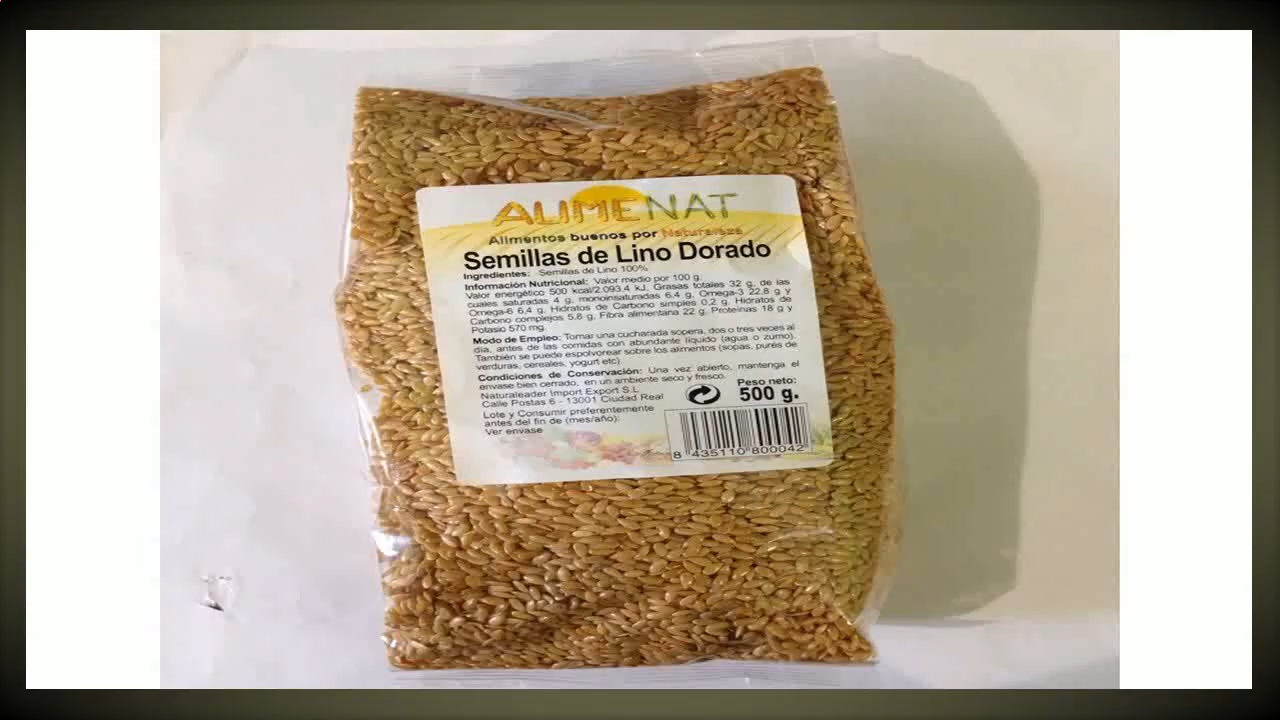 ALIMENAT
Alimentos buenos por Naturaleza
Semillas de Lino Dorado
Ingredientes: Semillas de Lino 100%
Información Nutricional: Valor medio por 100 g:
Valor energético 500 kcal/2.093,4 kJ, Grasas totales 32 g, de las
cuales saturadas 4 g, monoinsaturadas 6,4 g, Omega-3 22,8 g y
Omega-6 6,4 g, Hidratos de Carbono simples 0,2 g, Hidratos de
Carbono complejos 5,8 g, Fibra alimentaria 22 g, Proteínas 18 g y
Potasio 570 mg.
Modo de Empleo: Tomar una cucharada sopera, dos o tres veces al
día, antes de las comidas con abundante líquido (agua o zumo).
También se puede espolvorear sobre los alimentos (sopas, purés de
verduras, cereales, yogurt etc)
Condiciones de Conservación: Una vez abierto, mantenga el
envase bien cerrado, en un ambiente seco y fresco.
Naturaleader Import Export S.L
Calle Postas 6 - 13001 Ciudad Real
Lote y Consumir preferentemente
antes del fin de (mes/año):
Ver envase
Peso neto:
500 g.
8 435110 800042